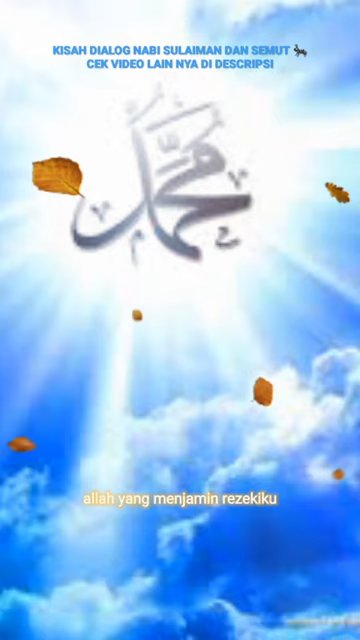 KISAH DIALOG NABI SULAIMAN DAN SEMUT 🐜
CEK VIDEO LAIN NYA DI DESCRIPSI
محمد
allah yang menjamin rezekiku